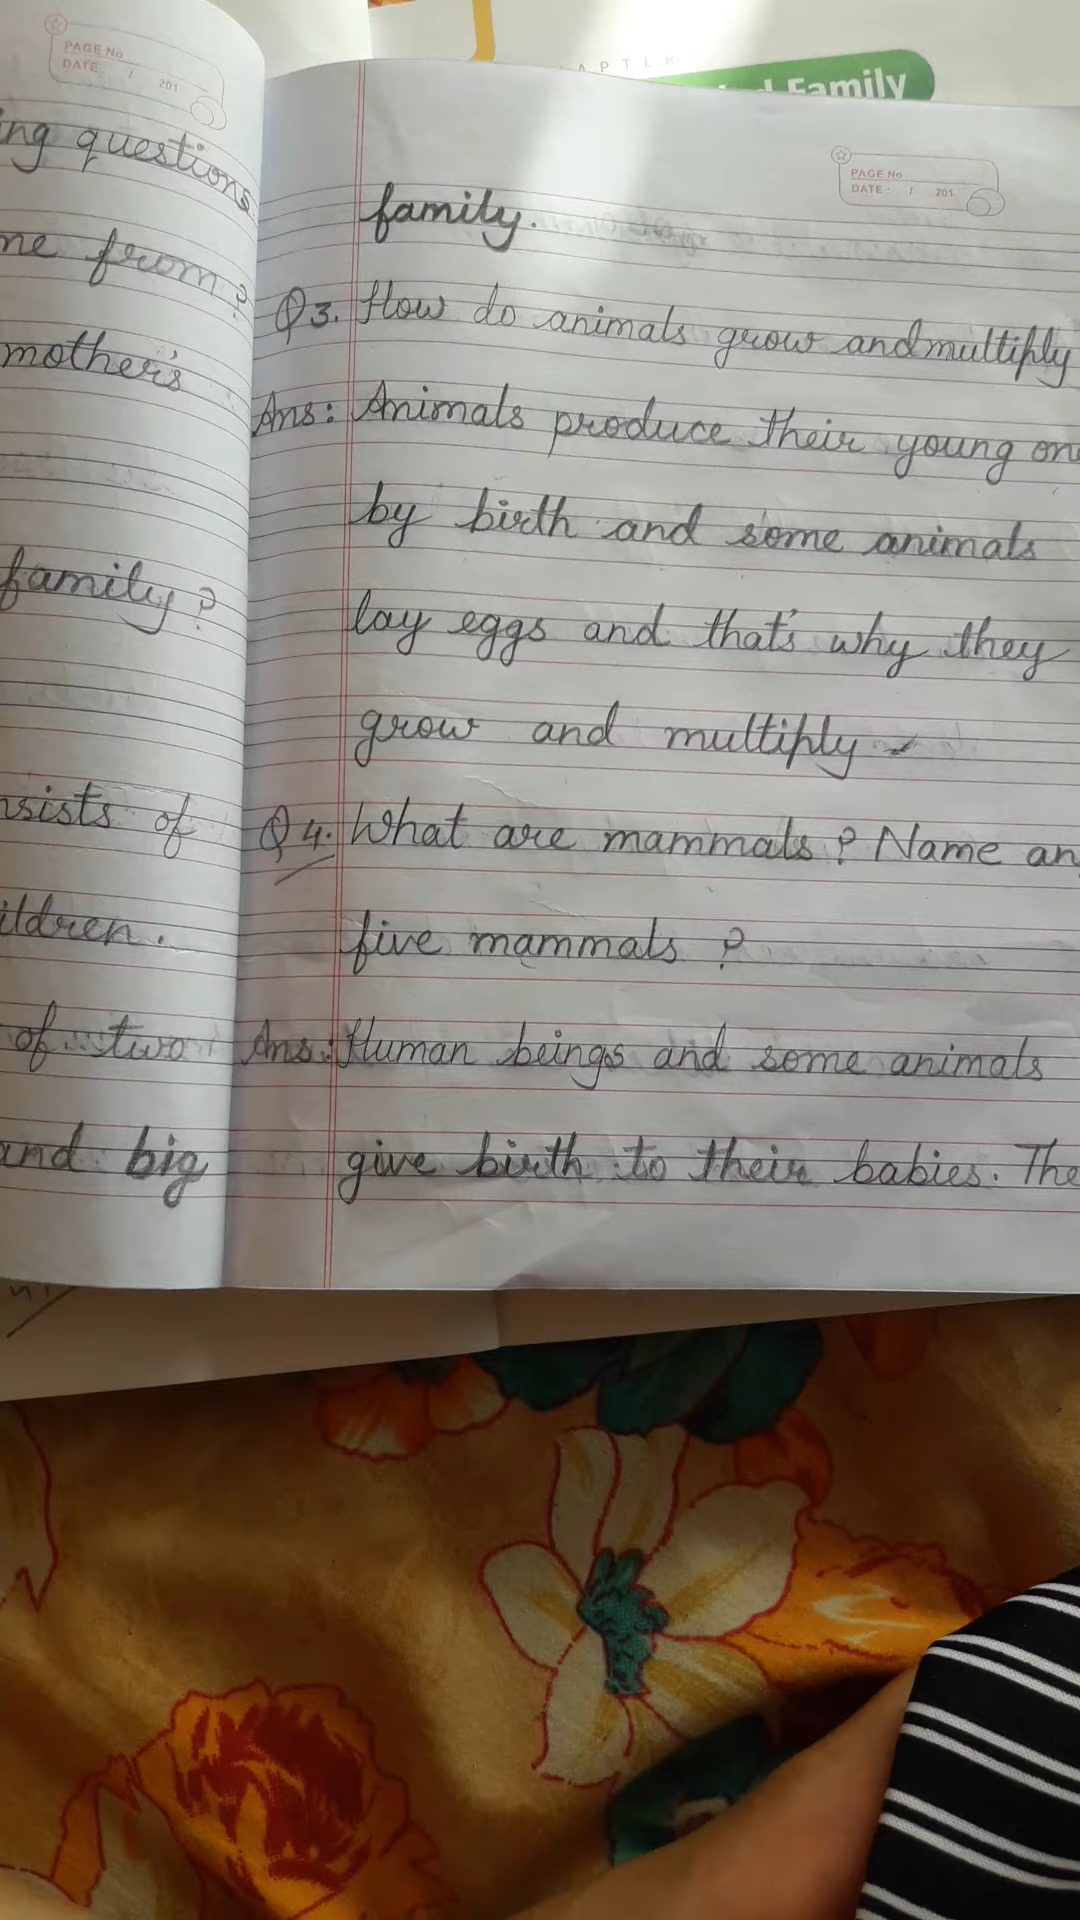 PAGE No
DATE: / 201
ing questions.
me from?
mother's
family?
nsists of
ildren.
of two
and big
APTER
Family
PAGE No
DATE: / 201
family.
Q3. How do animals grow and multiply
Ans: Animals produce their young one
by birth and some animals
lay eggs and that's why they
grow and multiply
Q4. What are mammals? Name an
five mammals ?
Ans: Human beings and some animals
give birth to their babies. The